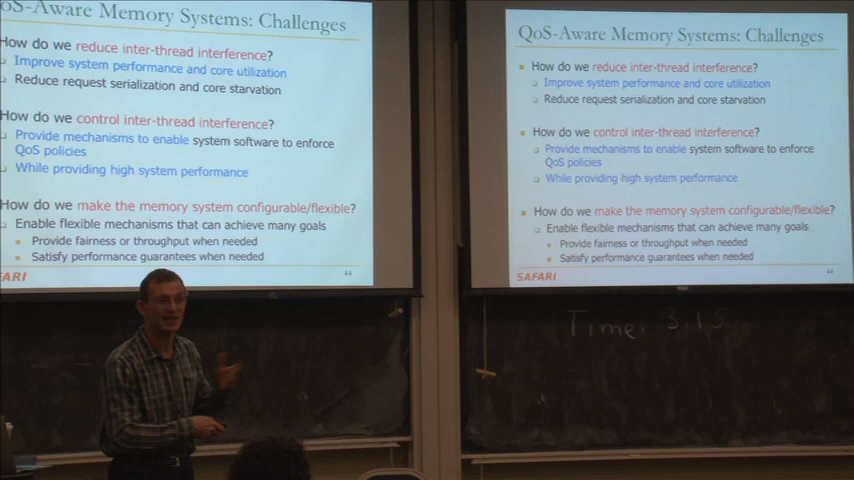 oS-Aware Memory Systems: Challenges
How do we reduce inter-thread interference?
Improve system performance and core utilization
Reduce request serialization and core starvation
How do we control inter-thread interference?
Provide mechanisms to enable system software to enforce
QoS policies
While providing high system performance
How do we make the memory system configurable/flexible?
Enable flexible mechanisms that can achieve many goals
Provide fairness or throughput when needed
Satisfy performance guarantees when needed
FARI
44
QoS-Aware Memory Systems: Challenges
How do we reduce inter-thread interference?
Improve system performance and core utilization
Reduce request serialization and core starvation
How do we control inter-thread interference?
Provide mechanisms to enable system software to enforce
QoS policies
While providing high system performance
How do we make the memory system configurable/flexible?
Enable flexible mechanisms that can achieve many goals
Provide fairness or throughput when needed
Satisfy performance guarantees when needed
SAFARI
44
Time: 3.15